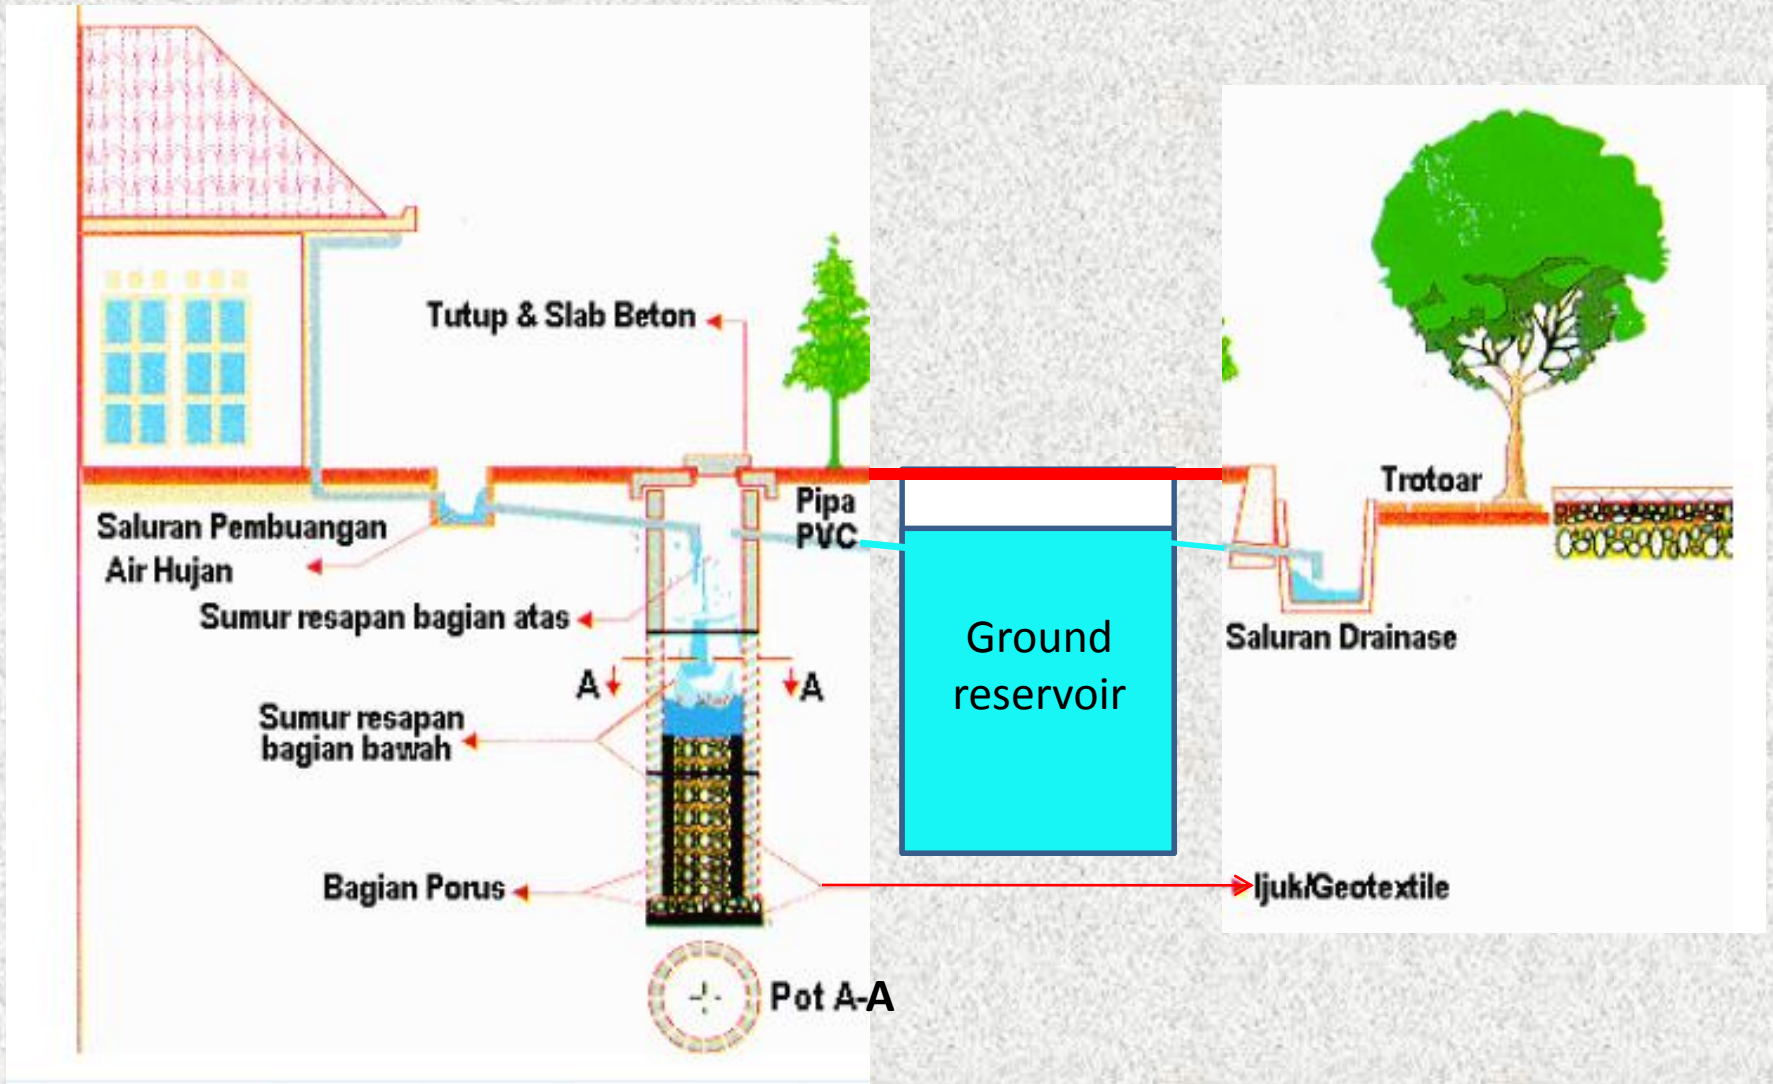 Tutup & Slab Beton
Pipa
PVC
Trotoar
Saluran Pembuangan
Air Hujan
Sumur resapan bagian atas
Ground
reservoir
Saluran Drainase
A
A
Sumur resapan
bagian bawah
Bagian Porus
Ijuk/Geotextile
Pot A-A